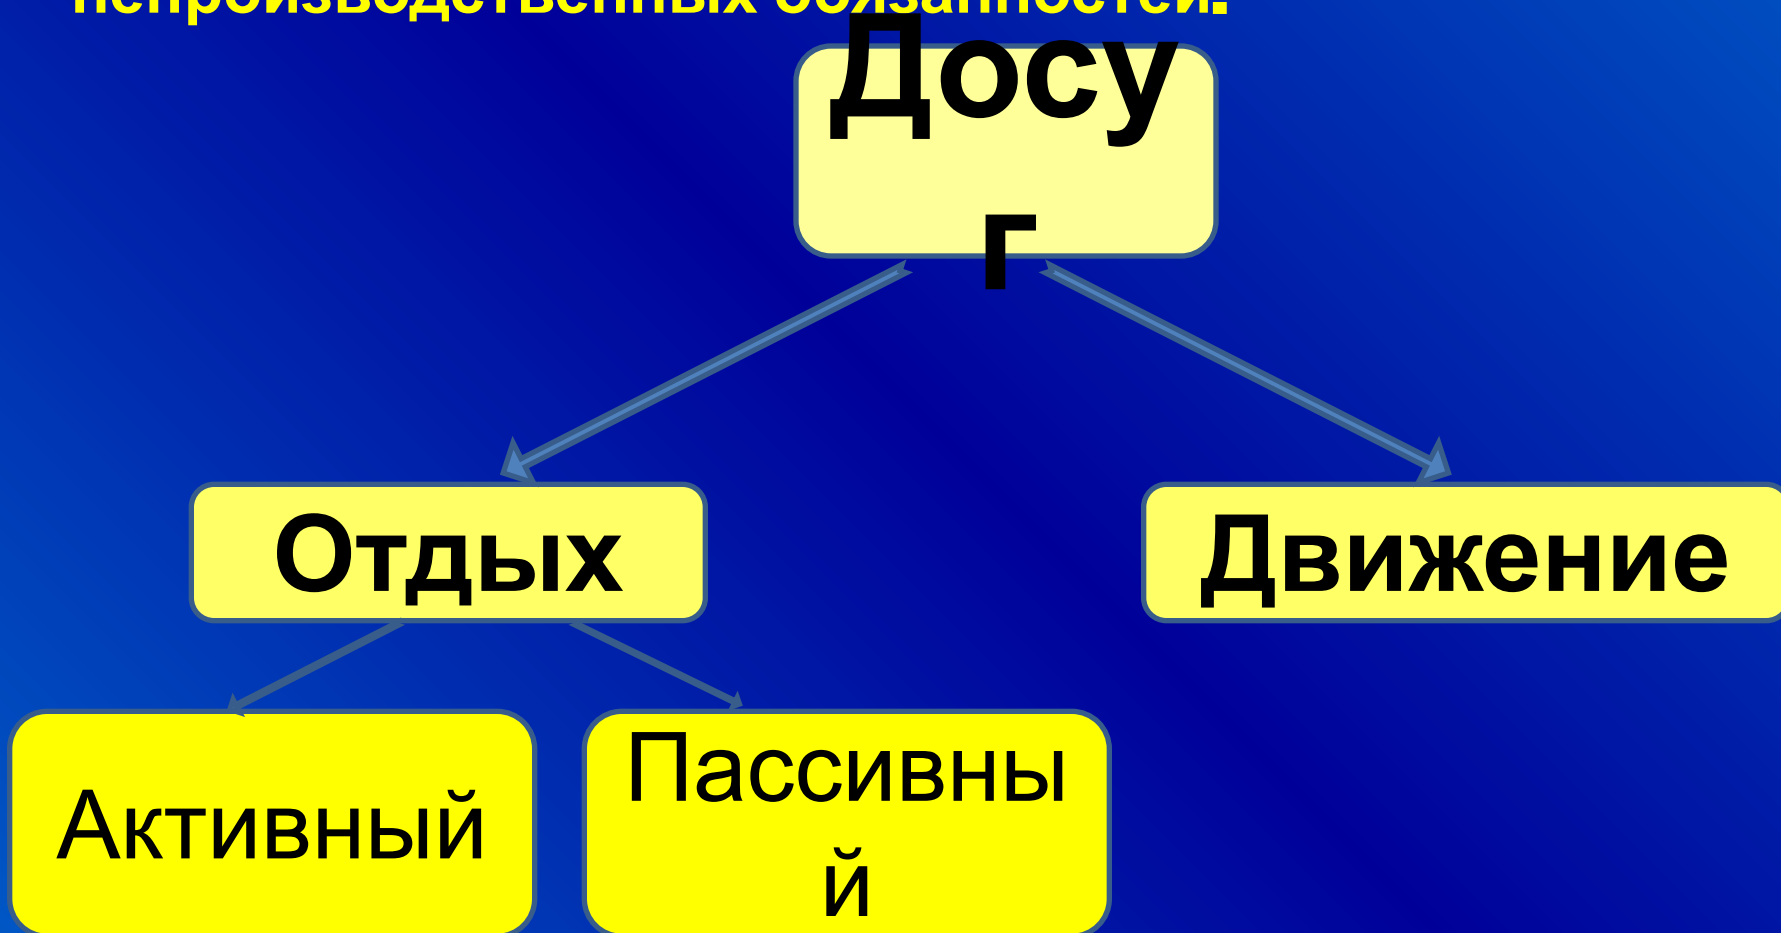 непроизводственных обязанностей.
Досу
г
Отдых
Движение
Активный
Пассивны
й